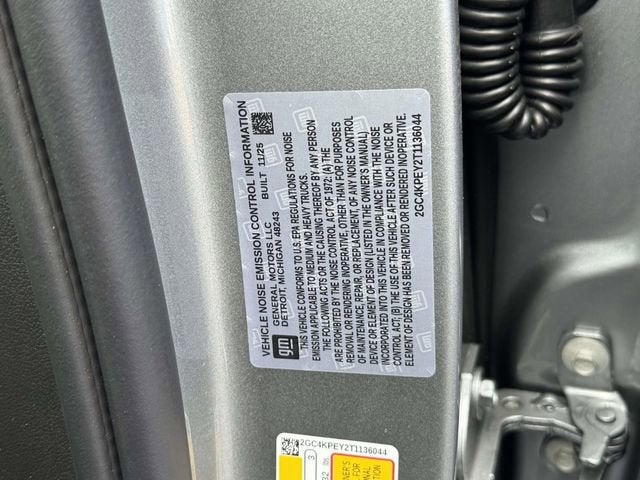 VEHICLE NOISE EMISSION CONTROL INFORMATION
GENERAL MOTORS LLC
DETROIT, MICHIGAN 48243
BUILT 11/25
gm
THIS VEHICLE CONFORMS TO U.S. EPA REGULATIONS FOR NOISE
EMISSION APPLICABLE TO MEDIUM AND HEAVY TRUCKS.
THE FOLLOWING ACTS OR THE CAUSING THEREOF BY ANY PERSON
ARE PROHIBITED BY THE NOISE CONTROL ACT OF 1972: (A) THE
REMOVAL OR RENDERING INOPERATIVE, OTHER THAN FOR PURPOSES
OF MAINTENANCE, REPAIR, OR REPLACEMENT, OF ANY NOISE CONTROL
DEVICE OR ELEMENT OF DESIGN (LISTED IN THE OWNER'S MANUAL)
INCORPORATED INTO THIS VEHICLE IN COMPLIANCE WITH THE NOISE
CONTROL ACT; (B) THE USE OF THIS VEHICLE AFTER SUCH DEVICE OR
ELEMENT OF DESIGN HAS BEEN REMOVED OR RENDERED INOPERATIVE.
2GC4KPEY2T1136044
2GC4KPEY2T1136044